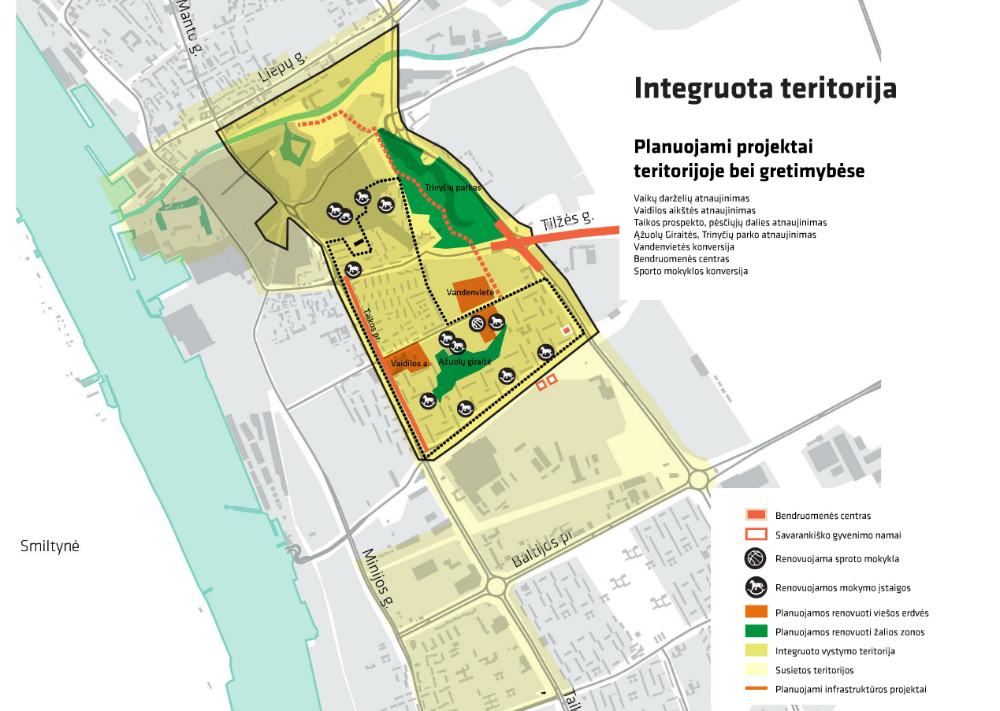 Mantų g.
Liepų g.
Integruota teritorija
Planuojami projektai
teritorijoje bei gretimybėse
Vaikų darželių atnaujinimas
Vaidilos aikštės atnaujinimas
Taikos prospekto, pėsčiųjų dalies atnaujinimas
Ąžuolų Giraitės, Trinyčių parko atnaujinimas
Vandenvietės konversija
Bendruomenės centras
Sporto mokyklos konversija
Trinyčių parkas
Tilžės g.
Vandenvietė
Taikos pr.
Vaidilos a.
Ąžuolų giraitė
Smiltynė
Minijos g.
Baltijos pr.
Taik
Bendruomenės centras
Savarankiško gyvenimo namai
Renovuojama sproto mokykla
Renovuojamos mokymo įstaigos
Planuojamos renovuoti viešos erdvės
Planuojamos renovuoti žalios zonos
Integruoto vystymo teritorija
Susietos teritorijos
Planuojami infrastruktūros projektai